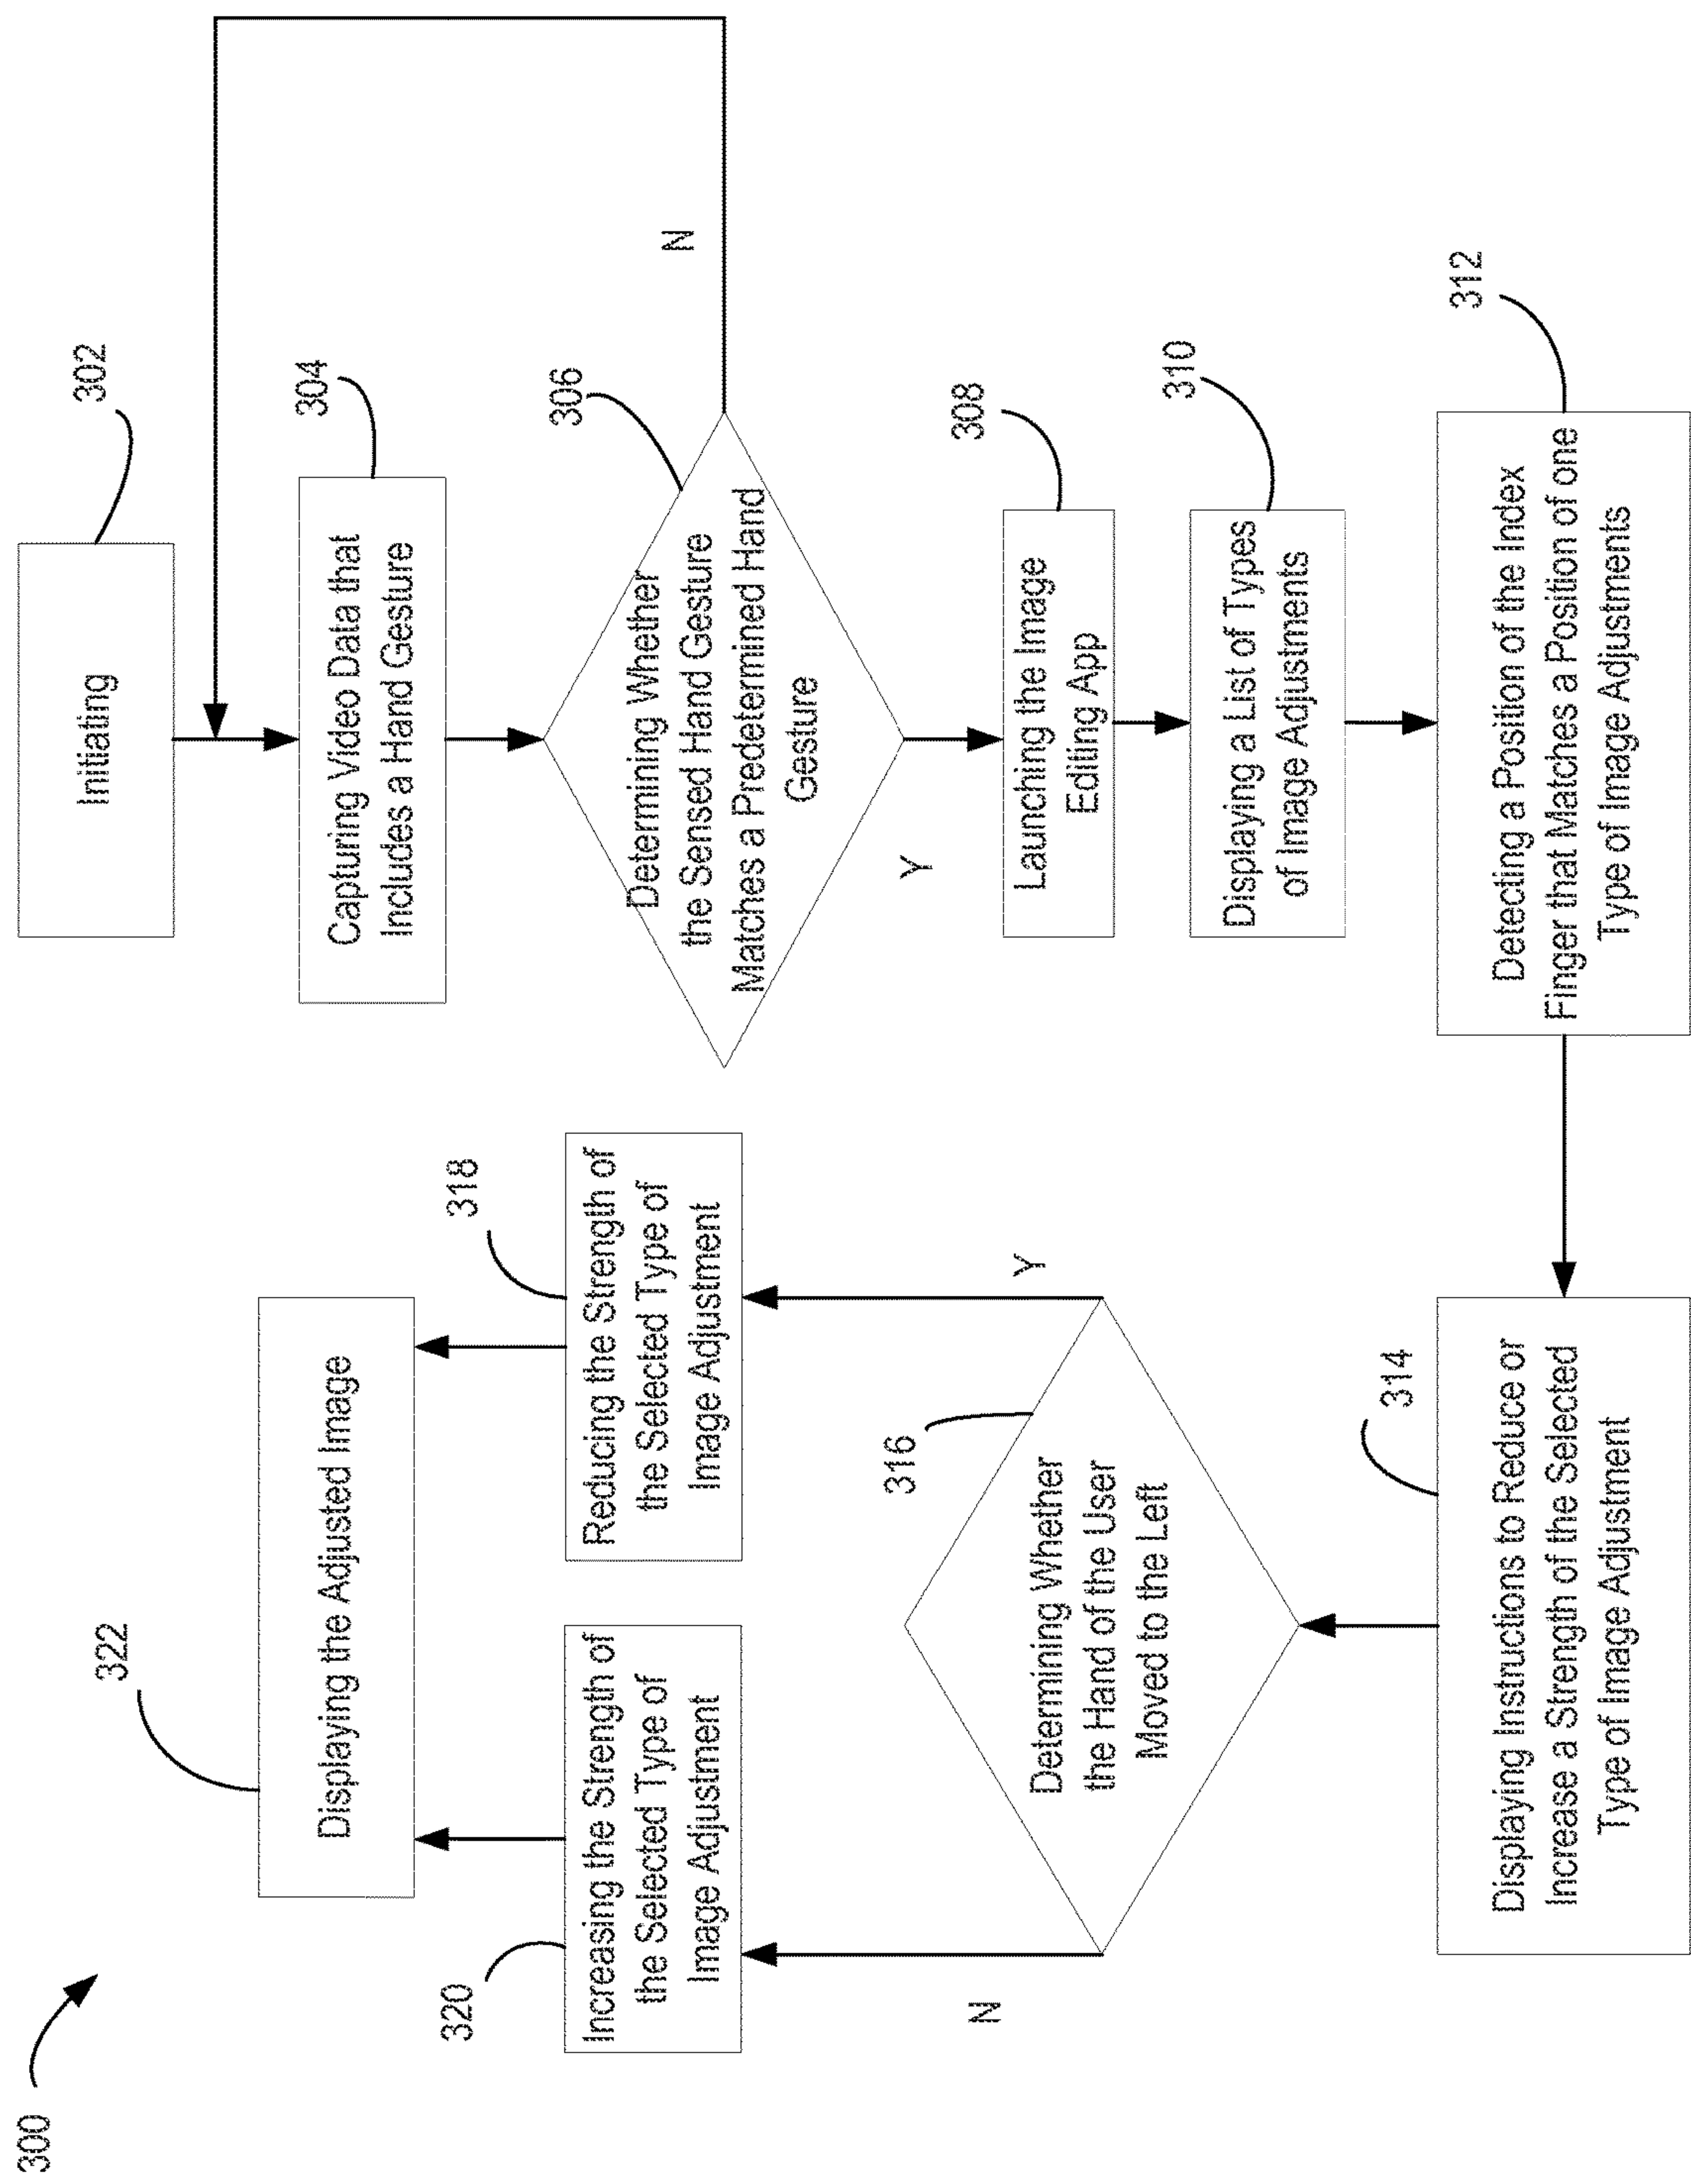 300
302
Initiating
304
Capturing Video Data that
Includes a Hand Gesture
306
Determining Whether
the Sensed Hand Gesture
Matches a Predetermined Hand
Gesture
N
Y
308
Launching the Image
Editing App
310
Displaying a List of Types
of Image Adjustments
312
Detecting a Position of the Index
Finger that Matches a Position of one
Type of Image Adjustments
314
Displaying Instructions to Reduce or
Increase a Strength of the Selected
Type of Image Adjustment
316
Determining Whether
the Hand of the User
Moved to the Left
Y
N
318
Reducing the Strength of
the Selected Type of
Image Adjustment
320
Increasing the Strength of
the Selected Type of
Image Adjustment
322
Displaying the Adjusted Image